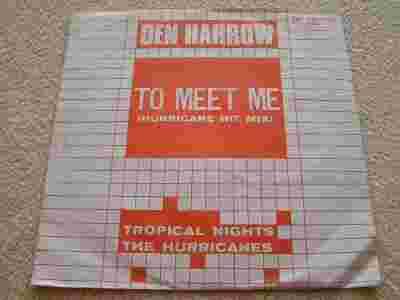 DEN HARROW
TO MEET ME
(HURRICANE HIT MIX)
TROPICAL NIGHTS
THE HURRICANES